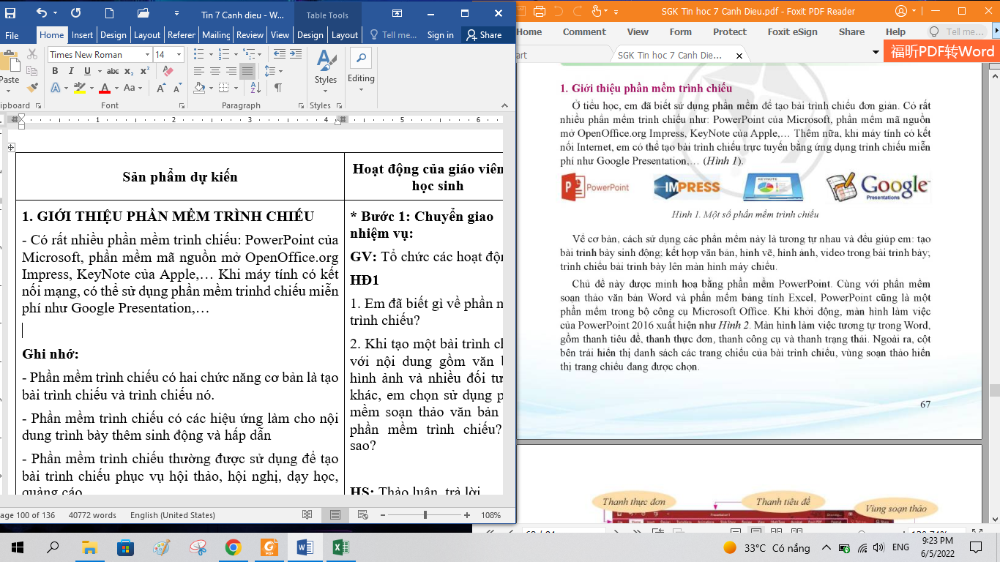 Tin 7 Canh dieu - W...
Table Tools
File
Home
Insert
Design
Layout
Referer
Mailing
Review
View
Design
Layout
Tell me...
Sign in
Share
Paste
Times New Roman
14
B I U abc x₂ x²
A aby A Aa A A
Styles
Editing
lipboard
Font
Paragraph
Styles
1 2 3 4 5 6
Sản phẩm dự kiến
Hoạt động của giáo viên
học sinh
1. GIỚI THIỆU PHẦN MỀM TRÌNH CHIẾU
- Có rất nhiều phần mềm trình chiếu: PowerPoint của
Microsoft, phần mềm mã nguồn mở OpenOffice.org
Impress, KeyNote của Apple,… Khi máy tính có kết
nối mạng, có thể sử dụng phần mềm trinhd chiếu miễn
phí như Google Presentation,…
Ghi nhớ:
- Phần mềm trình chiếu có hai chức năng cơ bản là tạo
bài trình chiếu và trình chiếu nó.
- Phần mềm trình chiếu có các hiệu ứng làm cho nội
dung trình bày thêm sinh động và hấp dẫn
- Phần mềm trình chiếu thường được sử dụng để tạo
bài trình chiếu phục vụ hội thảo, hội nghị, dạy học,
quảng cáo
* Bước 1: Chuyển giao
nhiệm vụ:
GV: Tổ chức các hoạt độn
HĐ1
1. Em đã biết gì về phần m
trình chiếu?
2. Khi tạo một bài trình ch
với nội dung gồm văn b
hình ảnh và nhiều đối tư
khác, em chọn sử dụng p
mềm soạn thảo văn bản
phần mềm trình chiếu?
sao?
HS: Thảo luận, trả lời
age 100 of 136
40772 words
English (United States)
108%
SGK Tin hoc 7 Canh Dieu.pdf - Foxit PDF Reader
Home
Comment
View
Form
Protect
Foxit eSign
Share
Help
Tell me...
art
SGK Tin hoc 7 Canh Die...
福昕PDF转Word
1. Giới thiệu phần mềm trình chiếu
Ở tiểu học, em đã biết sử dụng phần mềm để tạo bài trình chiếu đơn giản. Có rất
nhiều phần mềm trình chiếu như: PowerPoint của Microsoft, phần mềm mã nguồn
mở OpenOffice.org Impress, KeyNote của Apple,… Thêm nữa, khi máy tính có kết
nối Internet, em có thể tạo bài trình chiếu trực tuyến bằng ứng dụng trình chiếu miễn
phí như Google Presentation,… (Hình 1).
PowerPoint
IMPRESS
KEYNOTE
Google
Presentations
Hình 1. Một số phần mềm trình chiếu
Về cơ bản, cách sử dụng các phần mềm này là tương tự nhau và đều giúp em: tạo
bài trình bày sinh động; kết hợp văn bản, hình vẽ, hình ảnh, video trong bài trình bày;
trình chiếu bài trình bày lên màn hình máy chiếu.
Chủ đề này được minh hoạ bằng phần mềm PowerPoint. Cùng với phần mềm
soạn thảo văn bản Word và phần mềm bảng tính Excel, PowerPoint cũng là một
phần mềm trong bộ công cụ Microsoft Office. Khi khởi động, màn hình làm việc
của PowerPoint 2016 xuất hiện như Hình 2. Màn hình làm việc tương tự trong Word,
gồm thanh tiêu đề, thanh thực đơn, thanh công cụ và thanh trạng thái. Ngoài ra, cột
bên trái hiển thị danh sách các trang chiếu của bài trình chiếu, vùng soạn thảo hiển
thị trang chiếu đang được chọn.
67
Thanh thực đơn
Thanh tiêu đề
Vùng soạn thảo
33°C Có nắng
ENG
9:23 PM
6/5/2022